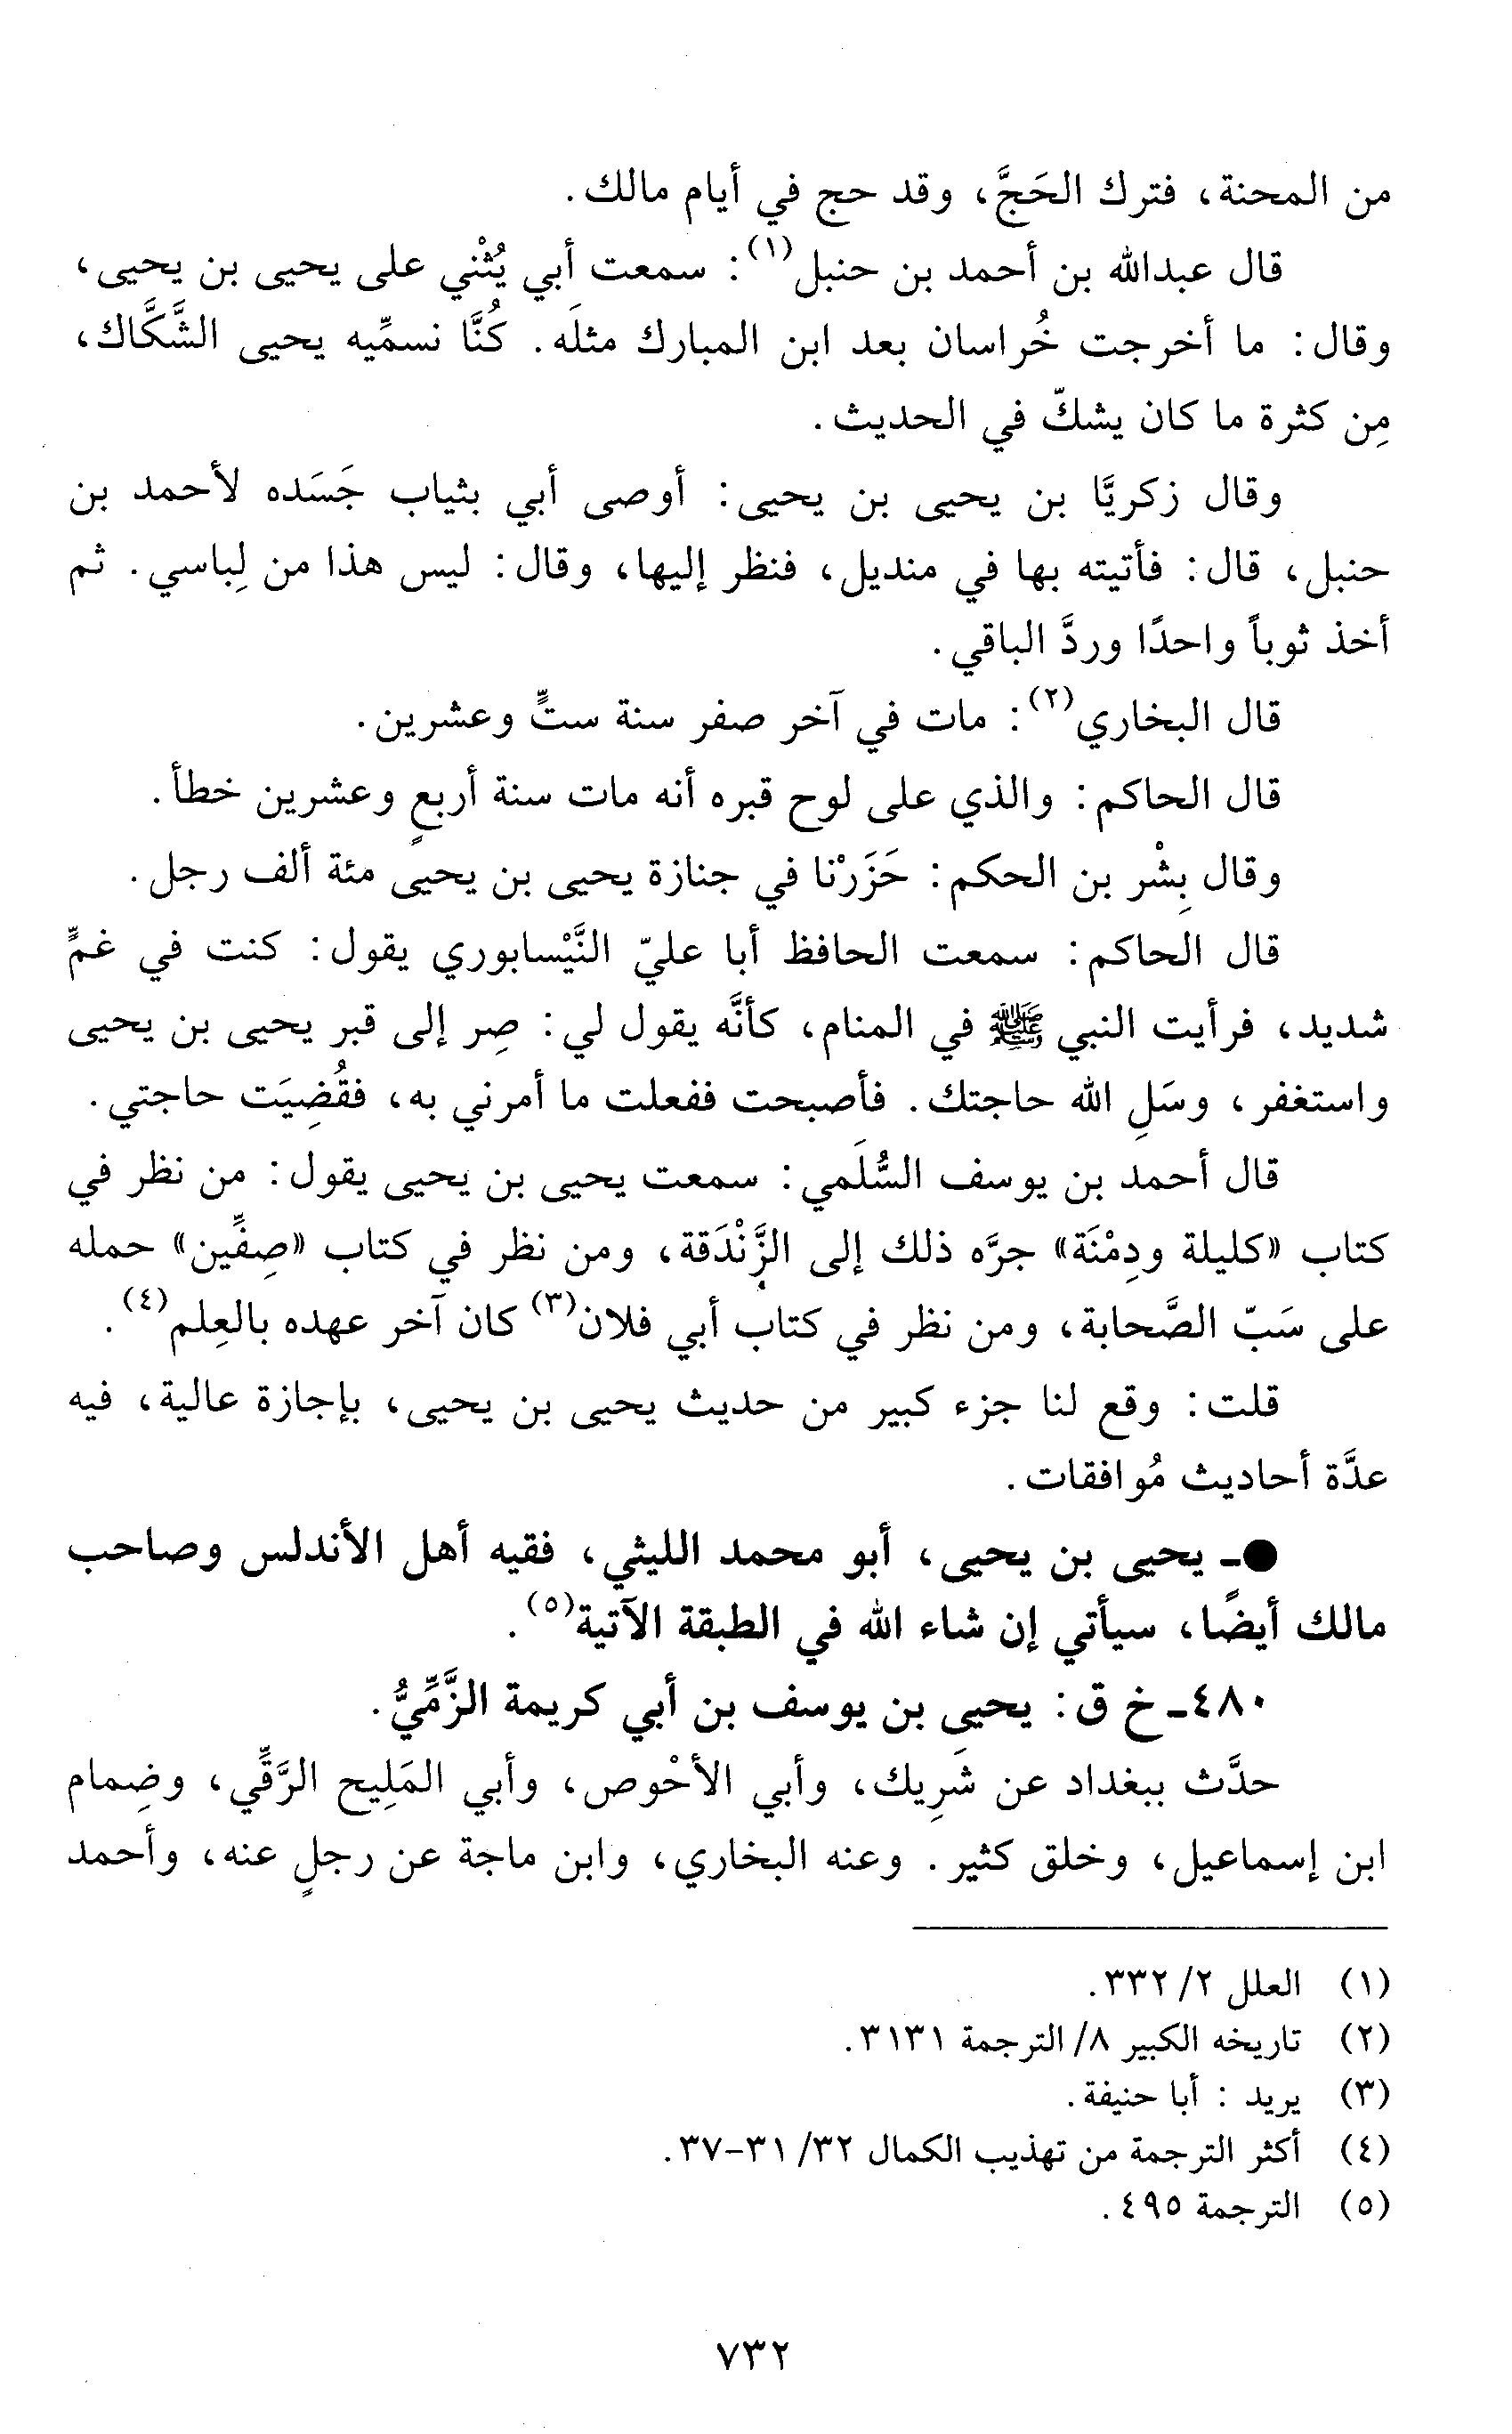 من المحنة، فترك الحَجَّ، وقد حج في أيام مالك.
قال عبدالله بن أحمد بن حنبل(١): سمعت أبي يُثْني على يحيى بن يحيى،
وقال: ما أخرجت خُراسان بعد ابن المبارك مثلَه. كُنَّا نسمِّيه يحيى الشَّكَّاك،
مِن كثرة ما كان يشكّ في الحديث.
وقال زكريَّا بن يحيى بن يحيى: أوصى أبي بثياب جَسَده لأحمد بن
حنبل، قال: فأتيته بها في منديل، فنظر إليها، وقال: ليس هذا من لِباسي. ثم
أخذ ثوباً واحدًا وردَّ الباقي.
قال البخاري(٢): مات في آخر صفر سنة ستٍّ وعشرين.
قال الحاكم: والذي على لوح قبره أنه مات سنة أربعٍ وعشرين خطأ.
وقال بِشْر بن الحكم: حَزَرْنا في جنازة يحيى بن يحيى مئة ألف رجل.
قال الحاكم: سمعت الحافظ أبا عليّ النَّيْسابوري يقول: كنت في غمٍّ
شديد، فرأيت النبي ﷺ في المنام، كأنَّه يقول لي: صِر إلى قبر يحيى بن يحيى
واستغفر، وسَلِ الله حاجتك. فأصبحت ففعلت ما أمرني به، فقُضِيَت حاجتي.
قال أحمد بن يوسف السُّلَمي: سمعت يحيى بن يحيى يقول: من نظر في
كتاب «كليلة ودِمْنَة» جرَّه ذلك إلى الزَّنْدَقة، ومن نظر في كتاب «صِفِّين» حمله
على سَبّ الصَّحابة، ومن نظر في كتاب أبي فلان(٣) كان آخر عهده بالعِلم(٤).
قلت: وقع لنا جزء كبير من حديث يحيى بن يحيى، بإجازة عالية، فيه
عدَّة أحاديث مُوافقات.
●ـ يحيى بن يحيى، أبو محمد الليثي، فقيه أهل الأندلس وصاحب
مالك أيضًا، سيأتي إن شاء الله في الطبقة الآتية(٥).
٤٨٠ـ خ ق: يحيى بن يوسف بن أبي كريمة الزَّمِّيُّ.
حدَّث ببغداد عن شَرِيك، وأبي الأحْوص، وأبي المَلِيح الرَّقِّي، وضِمام
ابن إسماعيل، وخلق كثير. وعنه البخاري، وابن ماجة عن رجلٍ عنه، وأحمد
(١) العلل ٢/ ٣٣٢.
(٢) تاريخه الكبير ٨/ الترجمة ٣١٣١.
(٣) يريد : أبا حنيفة.
(٤) أكثر الترجمة من تهذيب الكمال ٣٢/ ٣١-٣٧.
(٥) الترجمة ٤٩٥.
٧٣٢